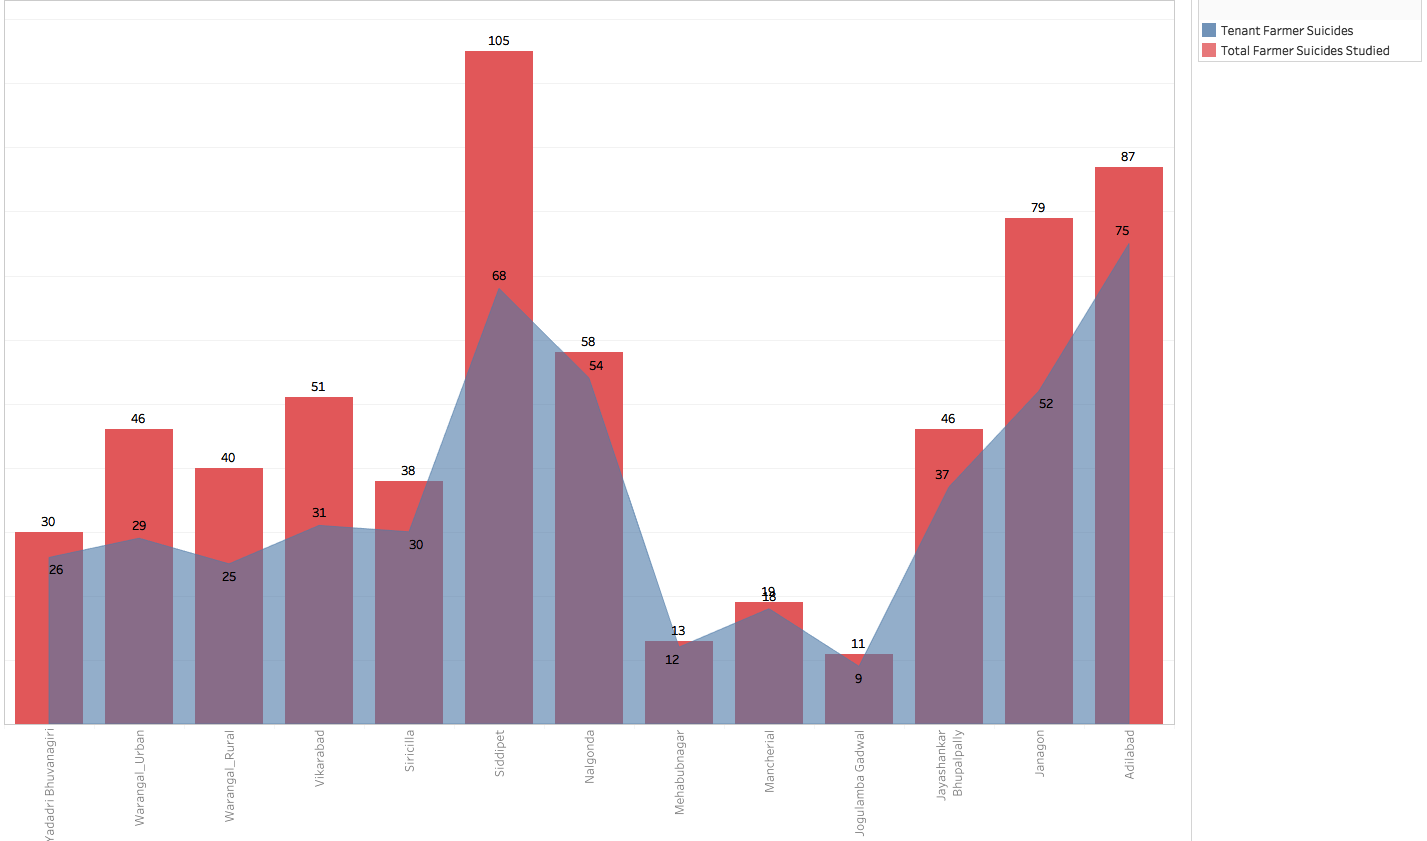 Tenant Farmer Suicides
Total Farmer Suicides Studied
105
87
79
75
68
58
54
51
52
46
46
40
38
37
31
30
29
30
26
25
19
18
13
12
11
9
Yadadri Bhuvanagiri
Warangal_Urban
Warangal_Rural
Vikarabad
Siricilla
Siddipet
Nalgonda
Mehabubnagar
Mancherial
Jogulamba Gadwal
Jayashankar
Bhupalpally
Janagon
Adilabad